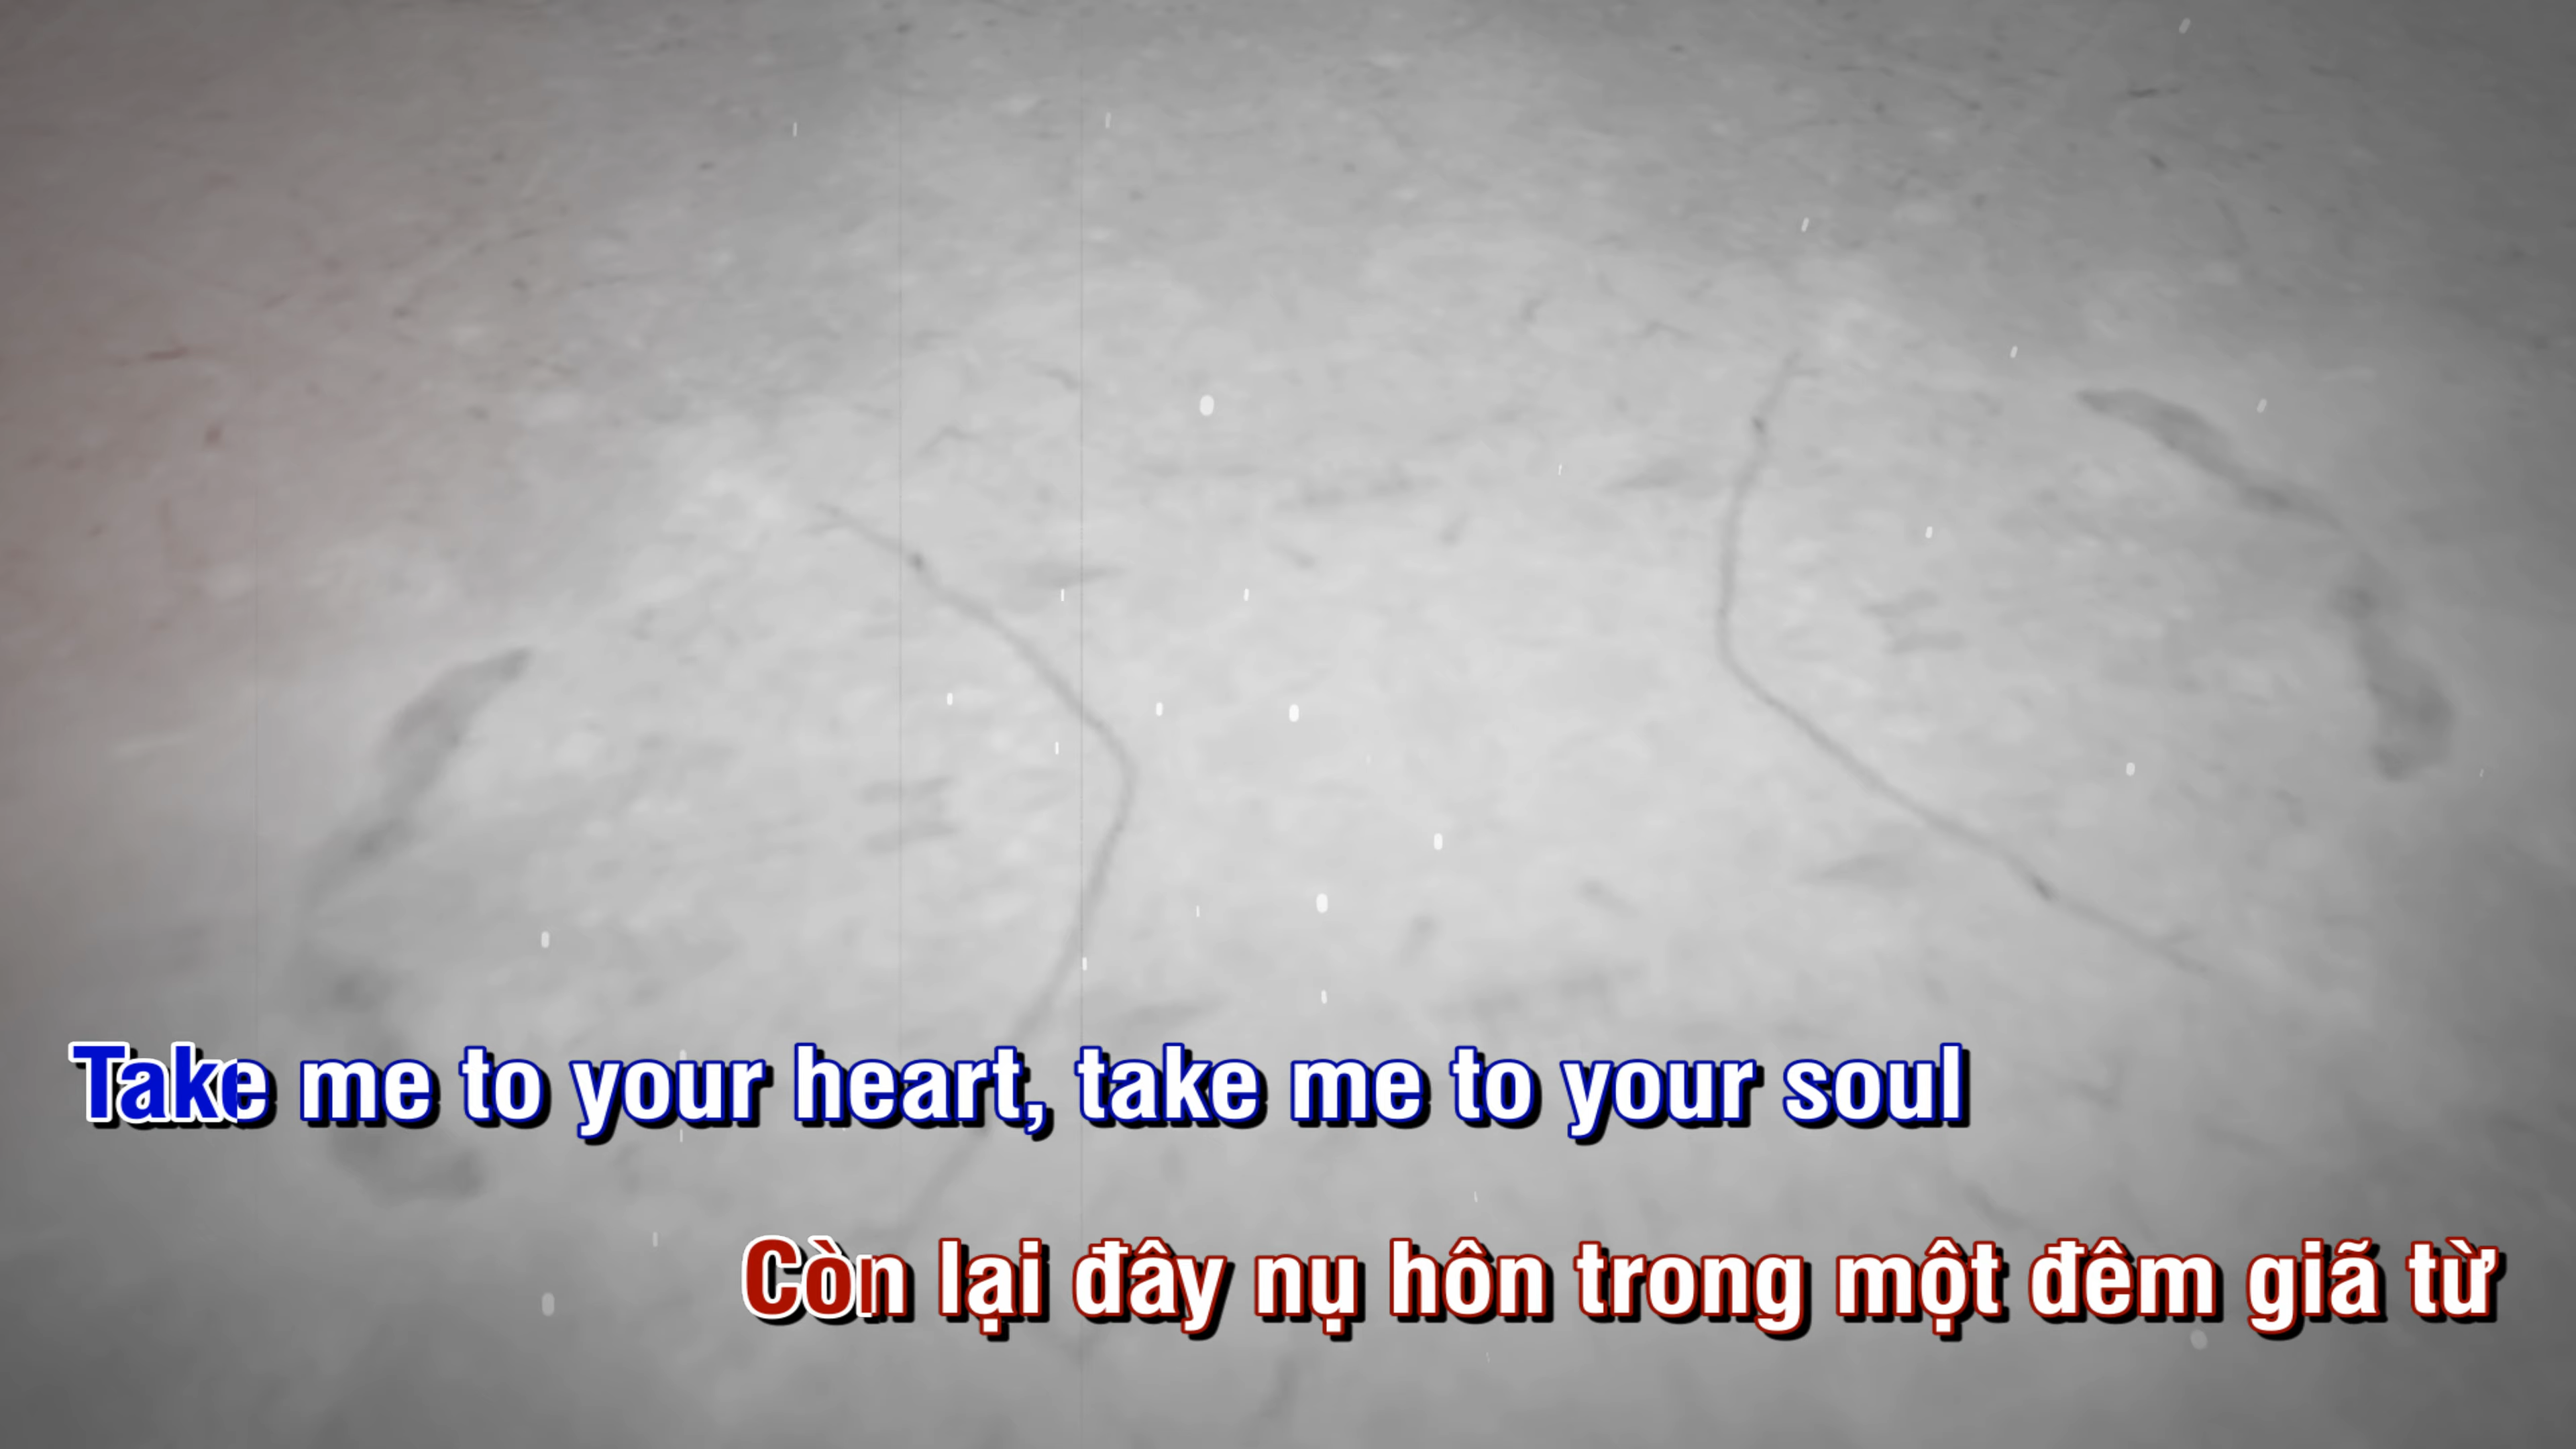 Take me to your heart, take me to your soul
Còn lại đây nụ hôn trong một đêm giã từ